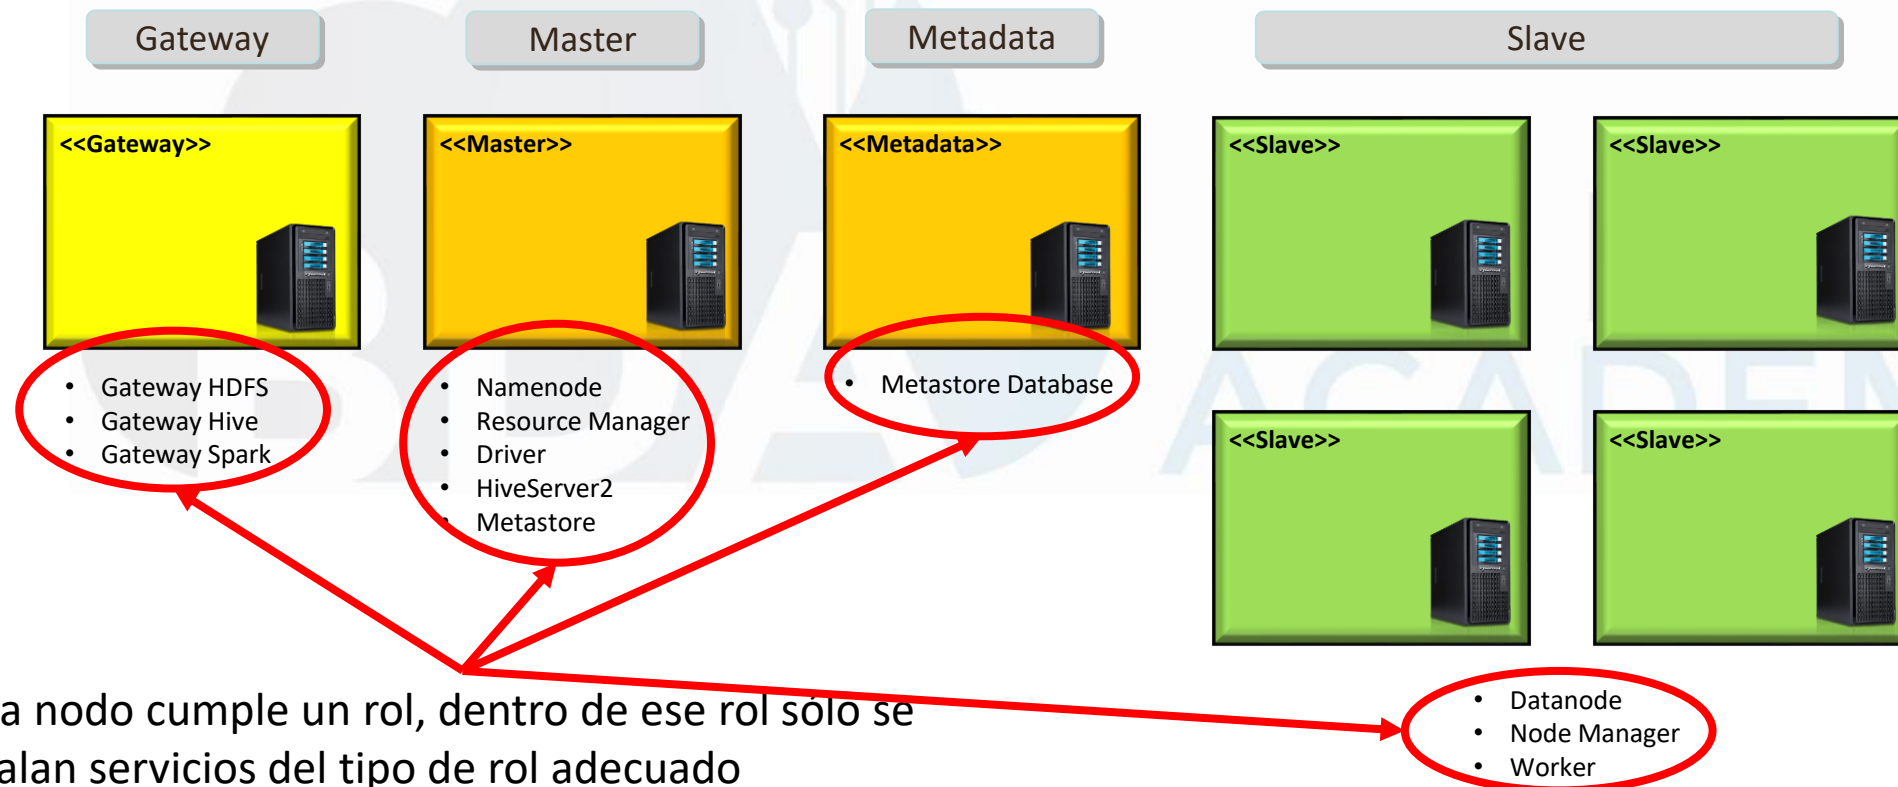 Gateway
Master
Metadata
Slave
<<Gateway>>
<<Master>>
<<Metadata>>
<<Slave>>
<<Slave>>
• Gateway HDFS
• Gateway Hive
• Gateway Spark
• Namenode
• Resource Manager
• Driver
• HiveServer2
• Metastore
• Metastore Database
<<Slave>>
<<Slave>>
• Datanode
• Node Manager
• Worker
a nodo cumple un rol, dentro de ese rol sólo se
alan servicios del tipo de rol adecuado
BDA
ACADEM